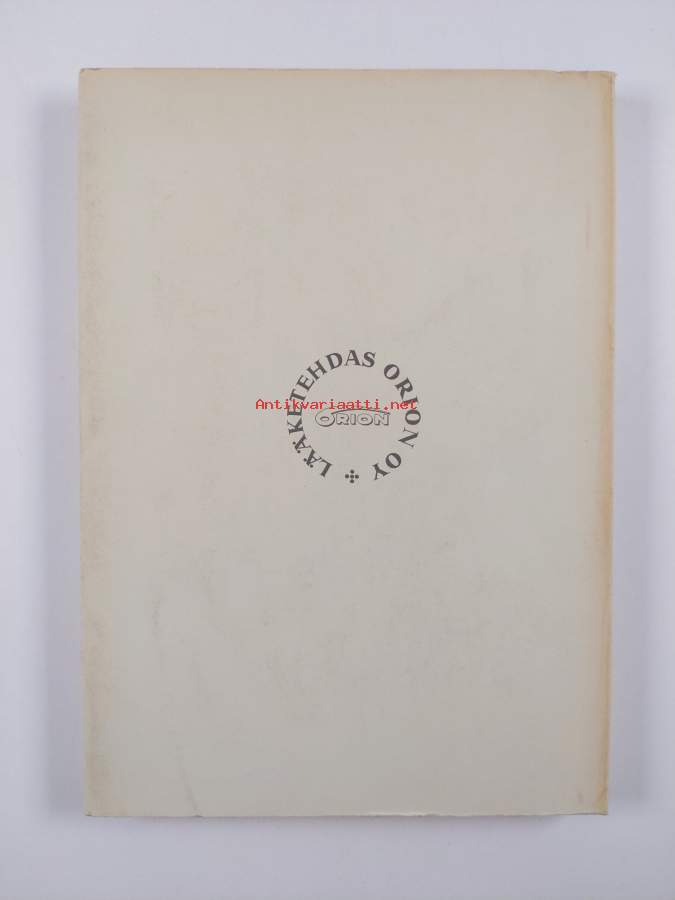 LÄÄKETEHDAS ORION OY
Antikvariaatti.net
ORION